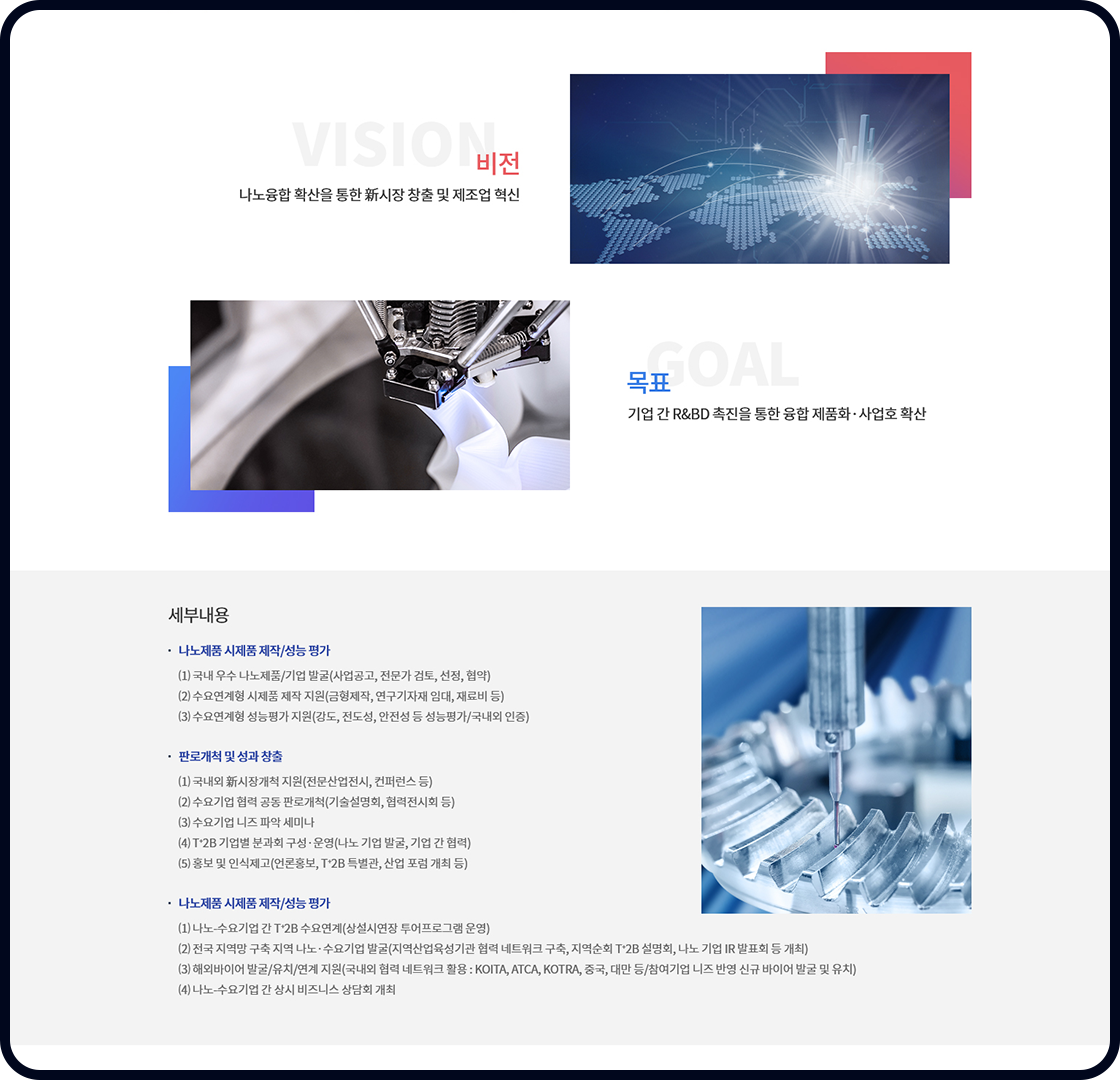 VISION
비전
나노융합 확산을 통한 新시장 창출 및 제조업 혁신
GOAL
목표
기업 간 R&BD 촉진을 통한 융합 제품화·사업호 확산
세부내용
· 나노제품 시제품 제작/성능 평가
(1) 국내 우수 나노제품/기업 발굴(사업공고, 전문가 검토, 선정, 협약)
(2) 수요연계형 시제품 제작 지원(금형제작, 연구기자재 임대, 재료비 등)
(3) 수요연계형 성능평가 지원(강도, 전도성, 안전성 등 성능평가/국내외 인증)
· 판로개척 및 성과 창출
(1) 국내외 新시장개척 지원(전문산업전시, 컨퍼런스 등)
(2) 수요기업 협력 공동 판로개척(기술설명회, 협력전시회 등)
(3) 수요기업 니즈 파악 세미나
(4) T⁺2B 기업별 분과회 구성·운영(나노 기업 발굴, 기업 간 협력)
(5) 홍보 및 인식제고(언론홍보, T⁺2B 특별관, 산업 포럼 개최 등)
· 나노제품 시제품 제작/성능 평가
(1) 나노-수요기업 간 T⁺2B 수요연계(상설시연장 투어프로그램 운영)
(2) 전국 지역망 구축 지역 나노·수요기업 발굴(지역산업육성기관 협력 네트워크 구축, 지역순회 T⁺2B 설명회, 나노 기업 IR 발표회 등 개최)
(3) 해외바이어 발굴/유치/연계 지원(국내외 협력 네트워크 활용 : KOITA, ATCA, KOTRA, 중국, 대만 등/참여기업 니즈 반영 신규 바이어 발굴 및 유치)
(4) 나노-수요기업 간 상시 비즈니스 상담회 개최